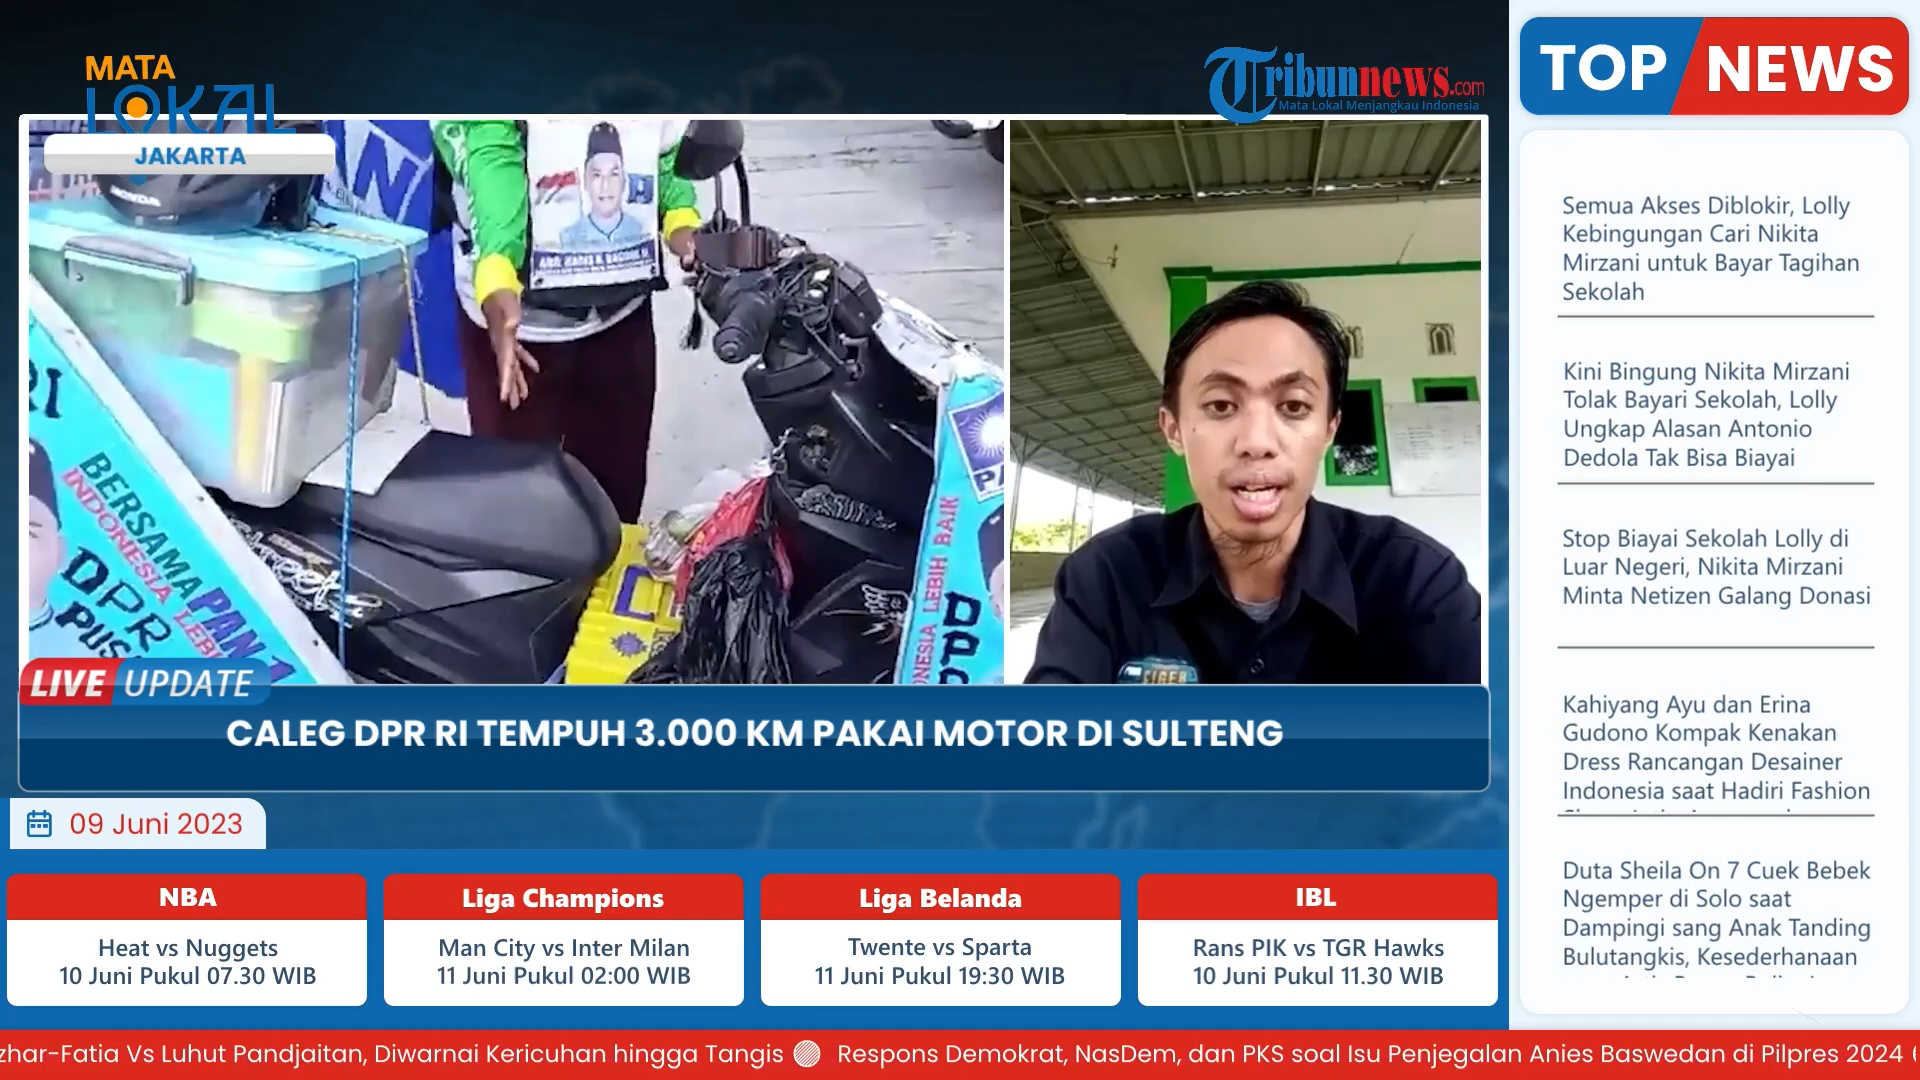 MATA
LOKAL
JAKARTA
Tribunnews.com
Mata Lokal Menjangkau Indonesia
TOP NEWS
HONDA
ABD. HARIS
BERSAMA PAN
INDONESIA LEBI
DPR
PUS
INDONESIA LEBIH BAIK
LIVE UPDATE
CALEG DPR RI TEMPUH 3.000 KM PAKAI MOTOR DI SULTENG
09 Juni 2023
NBA
Heat vs Nuggets
10 Juni Pukul 07.30 WIB
Liga Champions
Man City vs Inter Milan
11 Juni Pukul 02:00 WIB
Liga Belanda
Twente vs Sparta
11 Juni Pukul 19:30 WIB
IBL
Rans PIK vs TGR Hawks
10 Juni Pukul 11.30 WIB
Semua Akses Diblokir, Lolly
Kebingungan Cari Nikita
Mirzani untuk Bayar Tagihan
Sekolah
Kini Bingung Nikita Mirzani
Tolak Bayari Sekolah, Lolly
Ungkap Alasan Antonio
Dedola Tak Bisa Biayai
Stop Biayai Sekolah Lolly di
Luar Negeri, Nikita Mirzani
Minta Netizen Galang Donasi
Kahiyang Ayu dan Erina
Gudono Kompak Kenakan
Dress Rancangan Desainer
Indonesia saat Hadiri Fashion
Duta Sheila On 7 Cuek Bebek
Ngemper di Solo saat
Dampingi sang Anak Tanding
Bulutangkis, Kesederhanaan
zhar-Fatia Vs Luhut Pandjaitan, Diwarnai Kericuhan hingga Tangis Respons Demokrat, NasDem, dan PKS soal Isu Penjegalan Anies Baswedan di Pilpres 2024